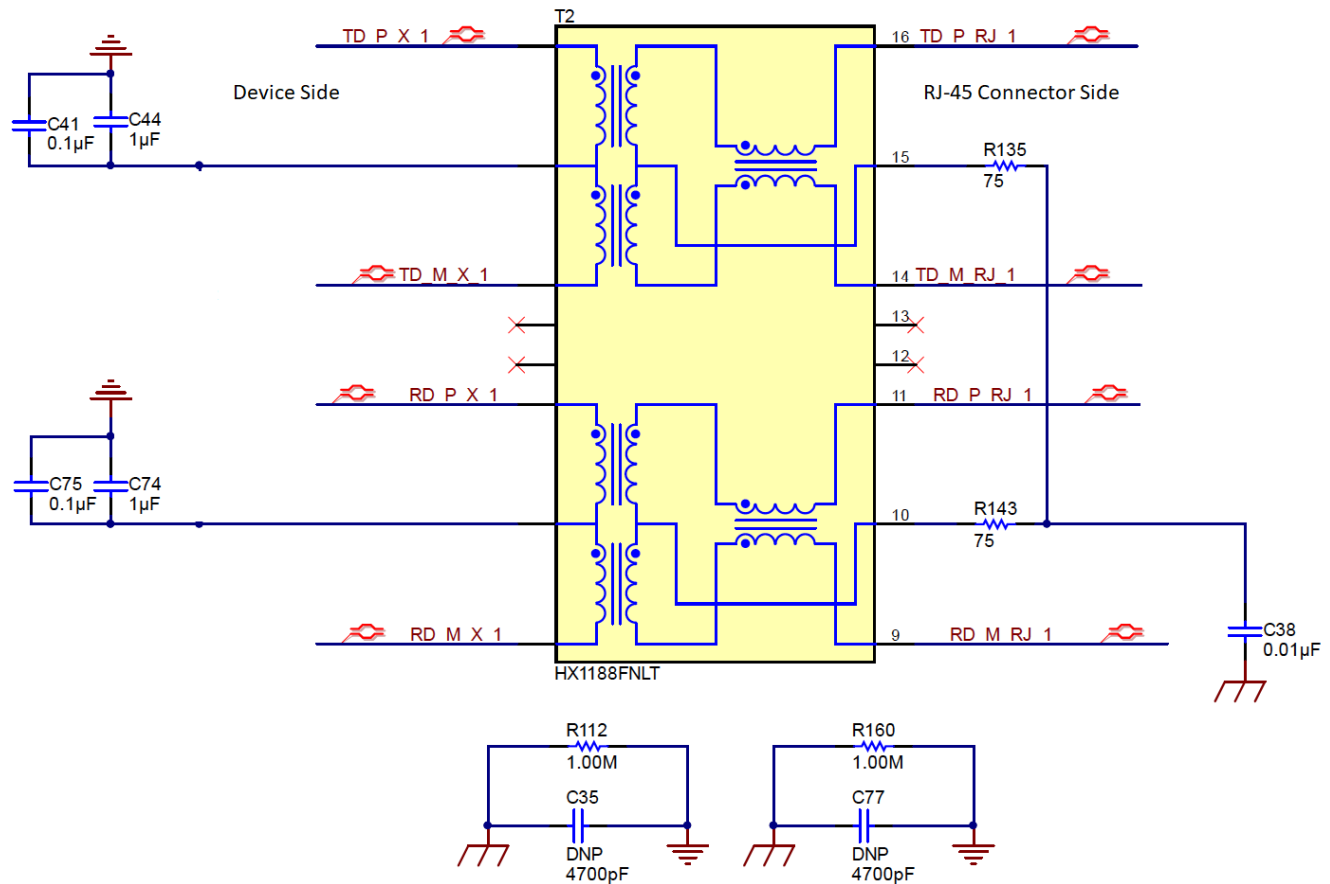 T2
TD_P_X_1
16
TD_P_RJ_1
Device Side
RJ-45 Connector Side
C41
0.1µF
C44
1µF
15
R135
75
TD_M_X_1
14
TD_M_RJ_1
13
12
RD_P_X_1
11
RD_P_RJ_1
C75
0.1µF
C74
1µF
10
R143
75
RD_M_X_1
9
RD_M_RJ_1
C38
0.01µF
HX1188FNLT
R112
1.00M
C35
DNP
4700pF
R160
1.00M
C77
DNP
4700pF